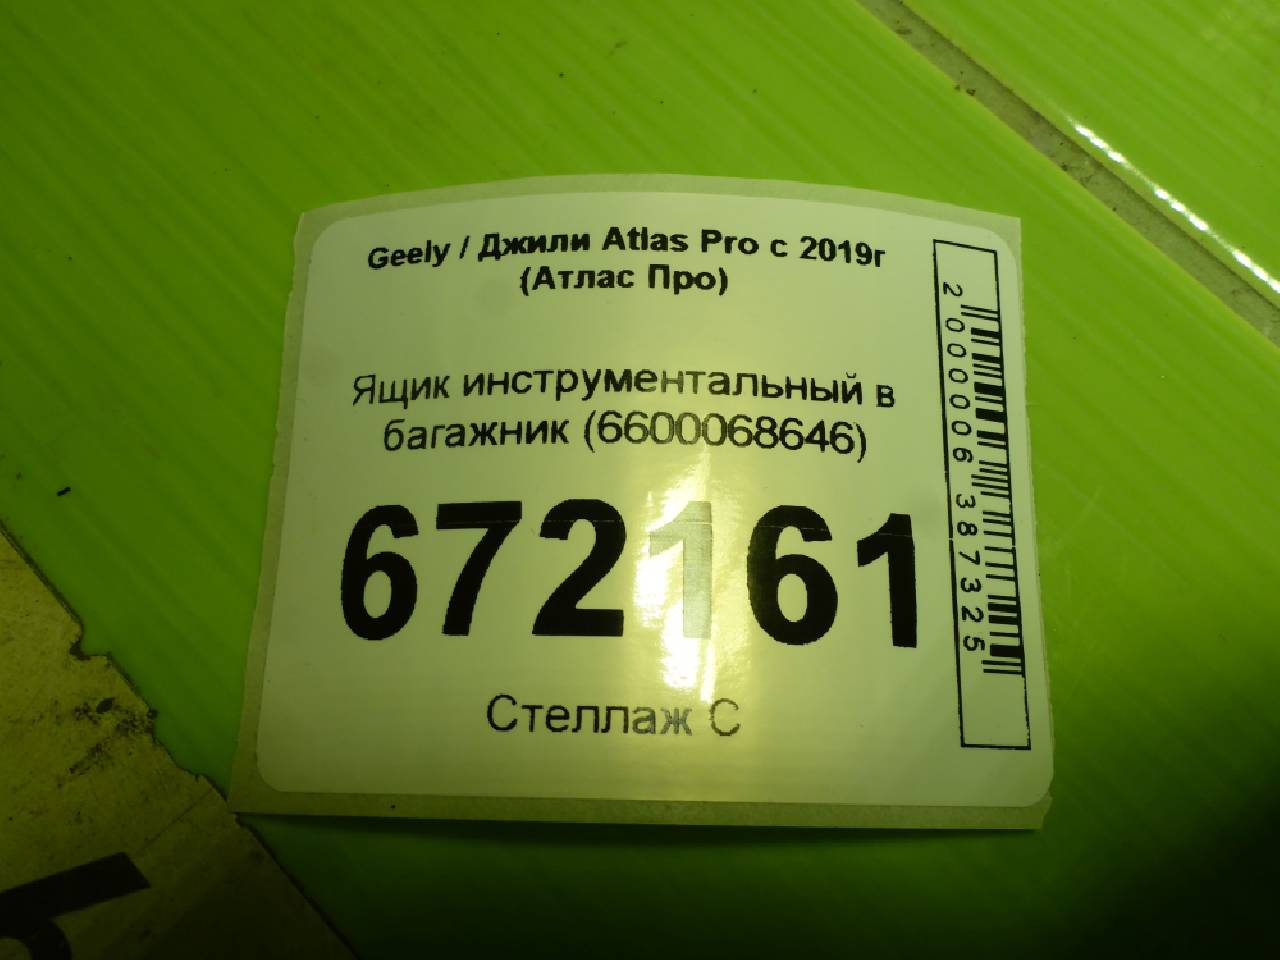 Geely / Джили Atlas Pro с 2019г
(Атлас Про)
Ящик инструментальный в
багажник (6600068646)
672161
Стеллаж С
2000006387325